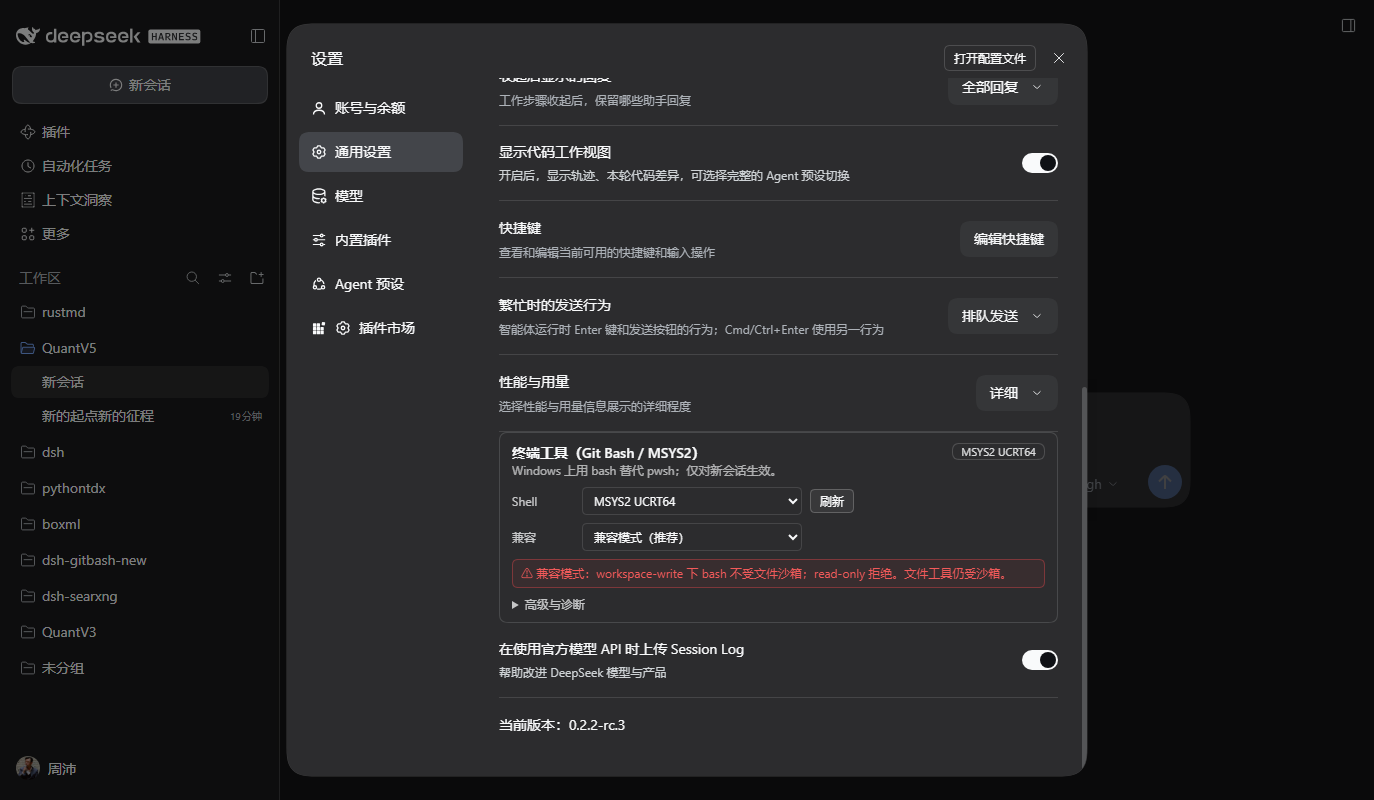 deepseek HARNESS
新会话
插件
自动化任务
上下文洞察
更多
工作区
rustmd
QuantV5
新会话
新的起点新的征程 19分钟
dsh
pythontdx
boxml
dsh-gitbash-new
dsh-searxng
QuantV3
未分组
周沛
设置
打开配置文件
账号与余额
通用设置
模型
内置插件
Agent 预设
插件市场
收起后显示的回复
全部回复
工作步骤收起后，保留哪些助手回复
显示代码工作视图
开启后，显示轨迹、本轮代码差异，可选择完整的 Agent 预设切换
快捷键
查看和编辑当前可用的快捷键和输入操作
编辑快捷键
繁忙时的发送行为
智能体运行时 Enter 键和发送按钮的行为；Cmd/Ctrl+Enter 使用另一行为
排队发送
性能与用量
选择性能与用量信息展示的详细程度
详细
终端工具（Git Bash / MSYS2）
MSYS2 UCRT64
Windows 上用 bash 替代 pwsh；仅对新会话生效。
Shell
MSYS2 UCRT64
刷新
兼容
兼容模式（推荐）
⚠ 兼容模式：workspace-write 下 bash 不受文件沙箱；read-only 拒绝。文件工具仍受沙箱。
高级与诊断
在使用官方模型 API 时上传 Session Log
帮助改进 DeepSeek 模型与产品
当前版本：0.2.2-rc.3
gh